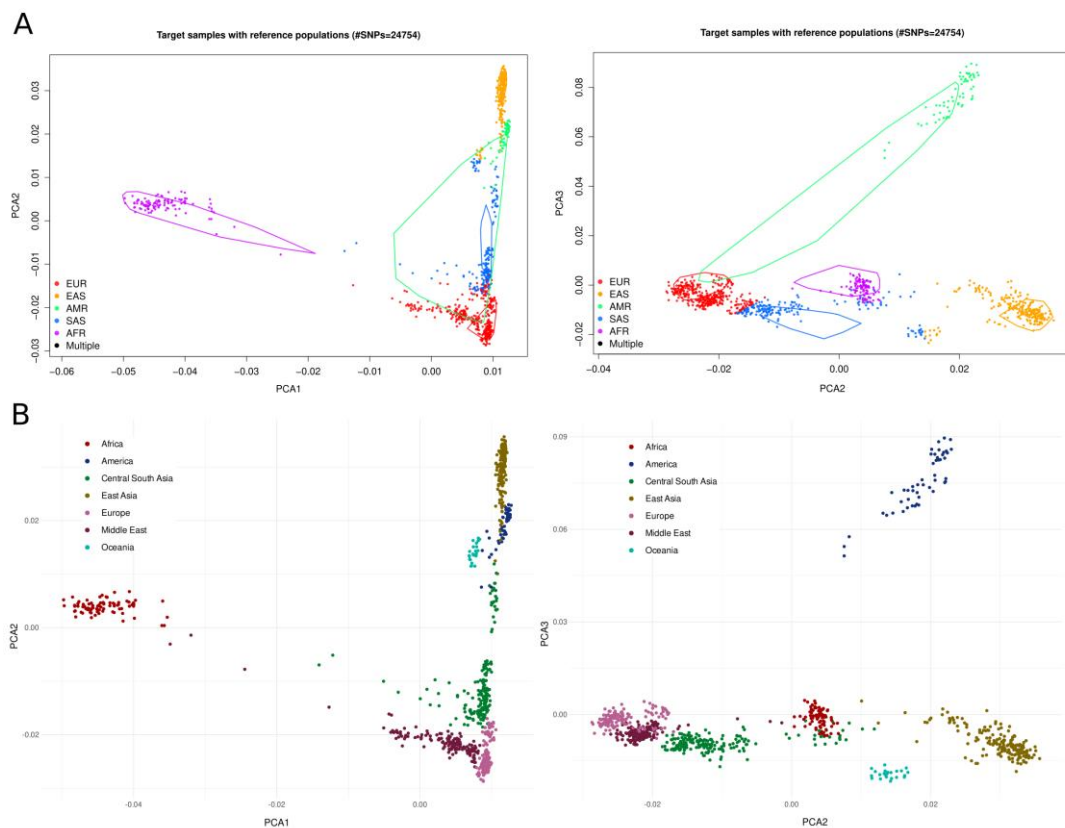 A
Target samples with reference populations (#SNPs=24754)
PCA2
0.03
0.02
0.01
0.00
−0.01
−0.02
−0.03
EUR
EAS
AMR
SAS
AFR
Multiple
−0.06
−0.05
−0.04
−0.03
−0.02
−0.01
0.00
0.01
PCA1
Target samples with reference populations (#SNPs=24754)
PCA3
0.08
0.06
0.04
0.02
0.00
−0.02
EUR
EAS
AMR
SAS
AFR
Multiple
−0.04
−0.02
0.00
0.02
PCA2
B
Africa
America
Central South Asia
East Asia
Europe
Middle East
Oceania
PCA2
0.02
0.00
-0.02
-0.04
-0.02
0.00
PCA1
Africa
America
Central South Asia
East Asia
Europe
Middle East
Oceania
PCA3
0.09
0.06
0.03
0.00
-0.02
0.00
0.02
PCA2